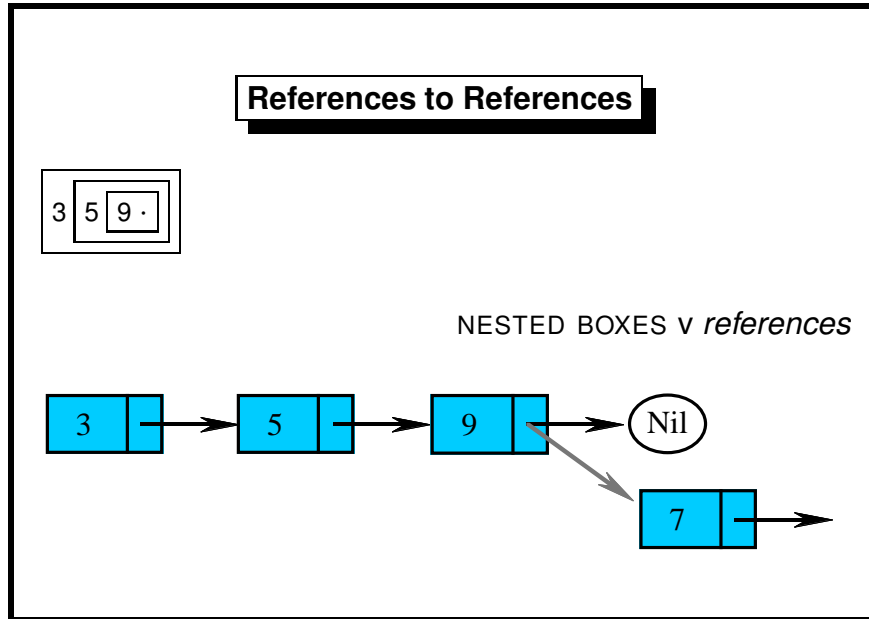 References to References
3 5 9 ·
NESTED BOXES v references
3 5 9 Nil
7